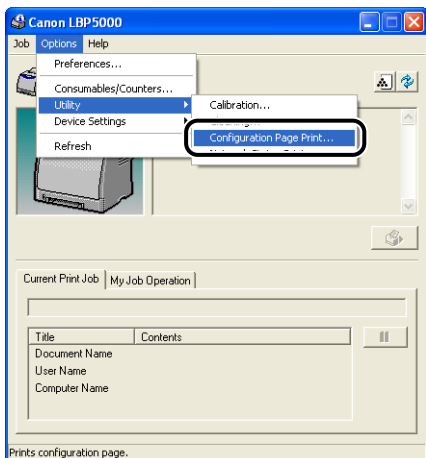 Canon LBP5000
Job Options Help
Preferences...
Consumables/Counters...
Utility
Device Settings
Refresh
Calibration...
Configuration Page Print...
Current Print Job My Job Operation
Title Contents
Document Name
User Name
Computer Name
Prints configuration page.